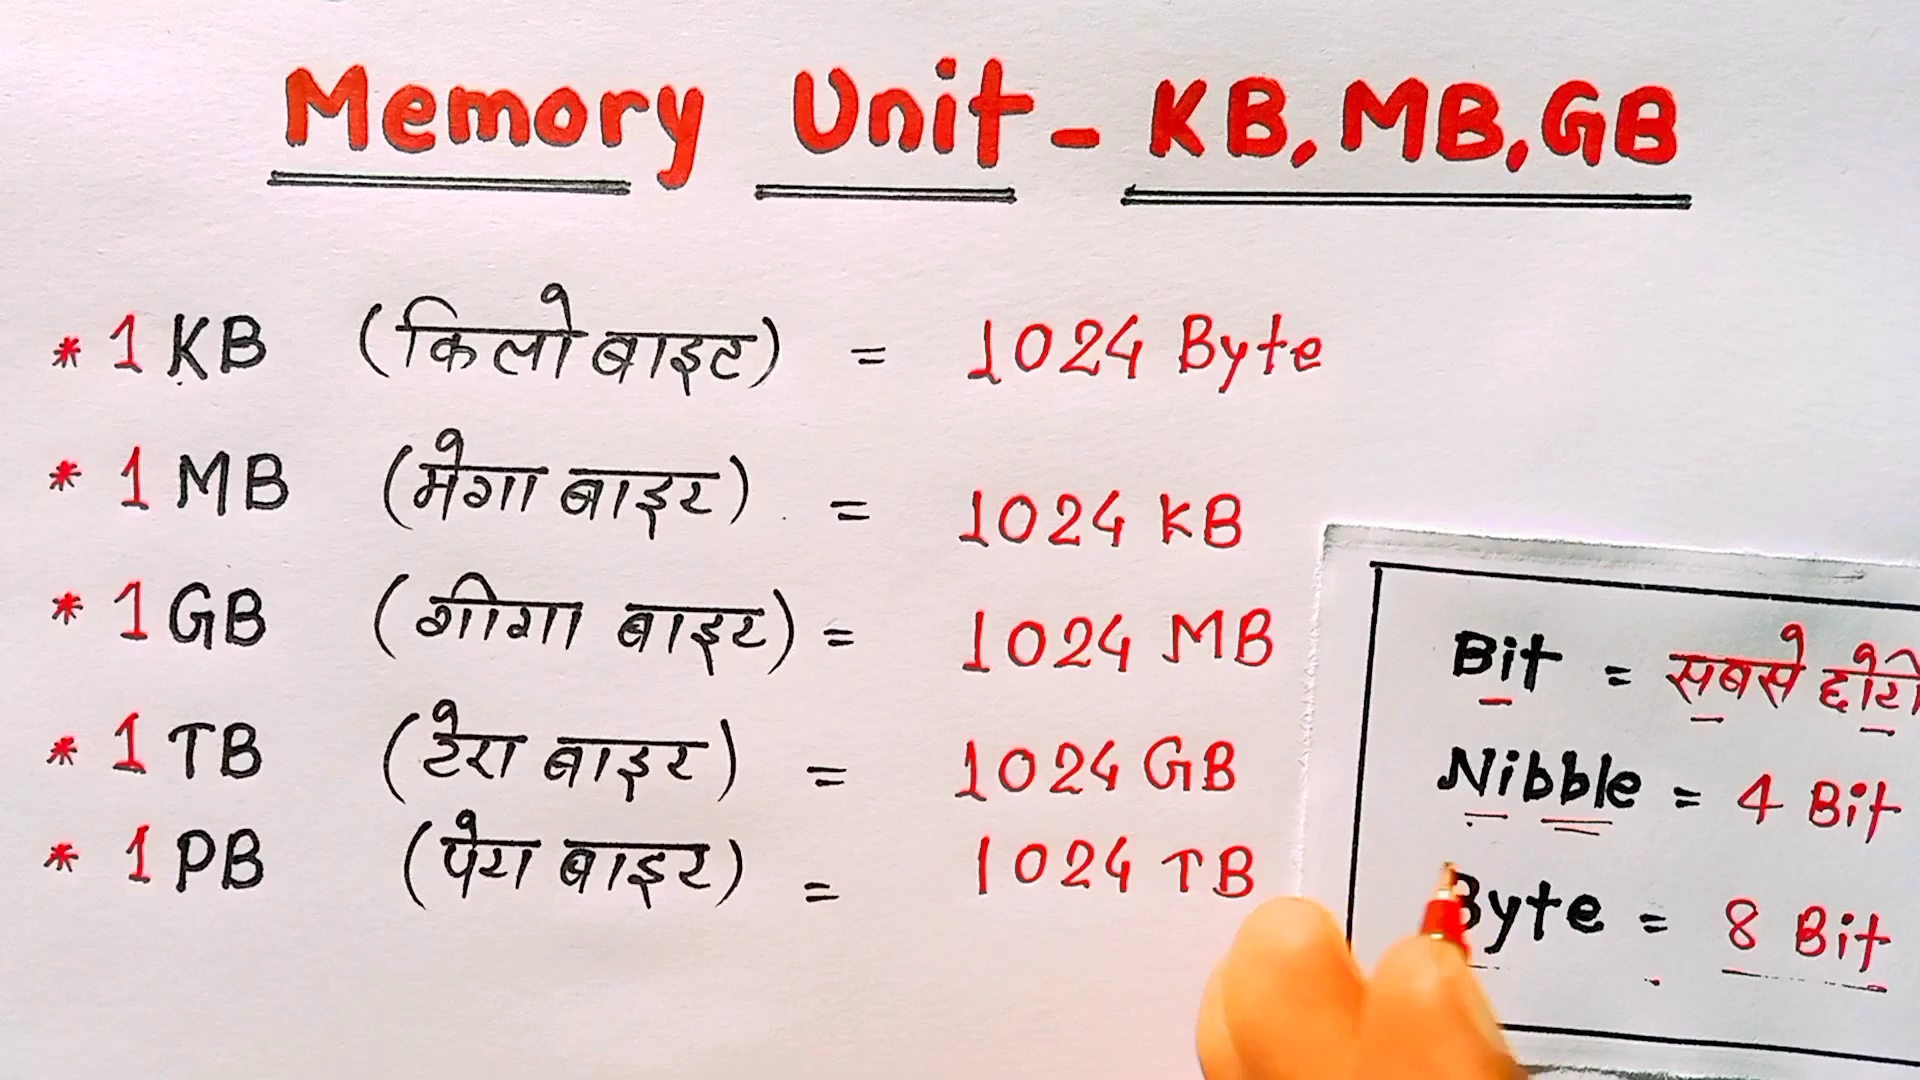 Memory Unit - KB, MB, GB
* 1 KB (किलो बाइट) = 1024 Byte
* 1 MB (मेगा बाइट) = 1024 KB
* 1 GB (गीगा बाइट) = 1024 MB
* 1 TB (टेरा बाइट) = 1024 GB
* 1 PB (पेटा बाइट) = 1024 TB
Bit = सबसे छोटी
Nibble = 4 Bit
Byte = 8 Bit